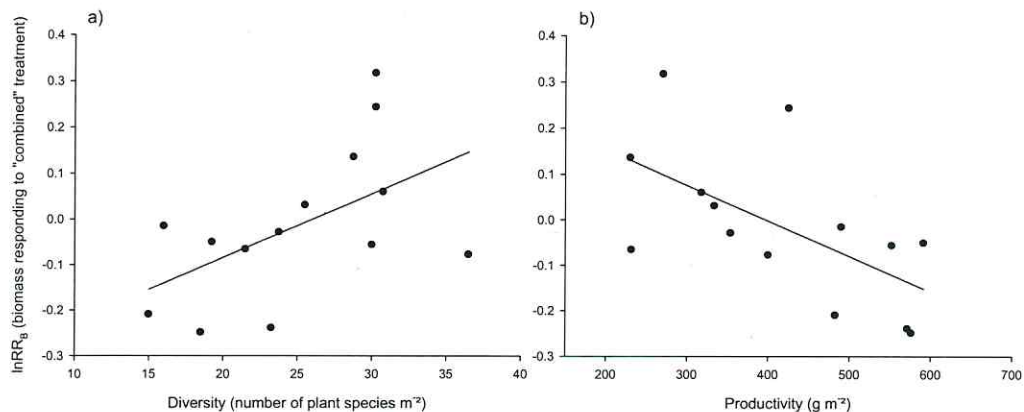 a)
b)
0.4
0.3
0.2
0.1
0.0
-0.1
-0.2
-0.3
lnRR_B (biomass responding to "combined" treatment)
10 15 20 25 30 35 40
Diversity (number of plant species m⁻²)
0.4
0.3
0.2
0.1
0.0
-0.1
-0.2
-0.3
200 300 400 500 600 700
Productivity (g m⁻²)